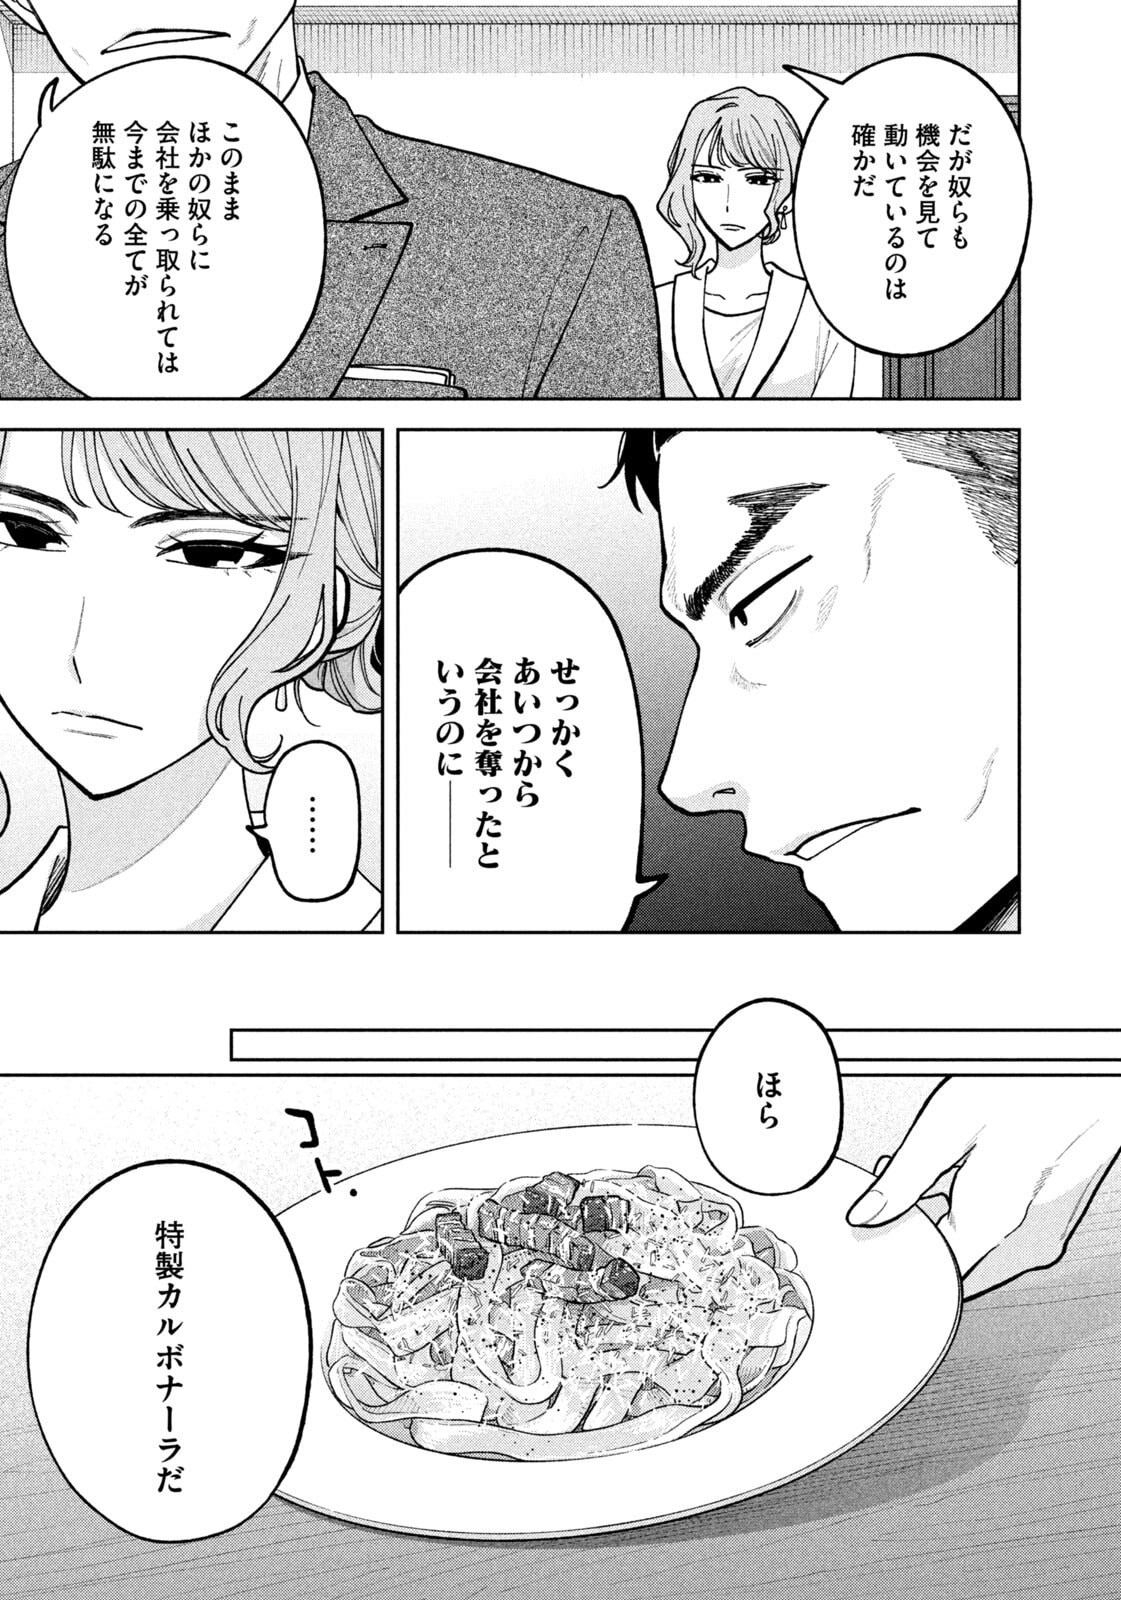 だが奴らも
機会を見て
動いているのは
確かだ
このまま
ほかの奴らに
会社を乗っ取られては
今までの全てが
無駄になる
せっかく
あいつから
会社を奪ったと
いうのに──
……
ほら
コト.
特製カルボナーラだ